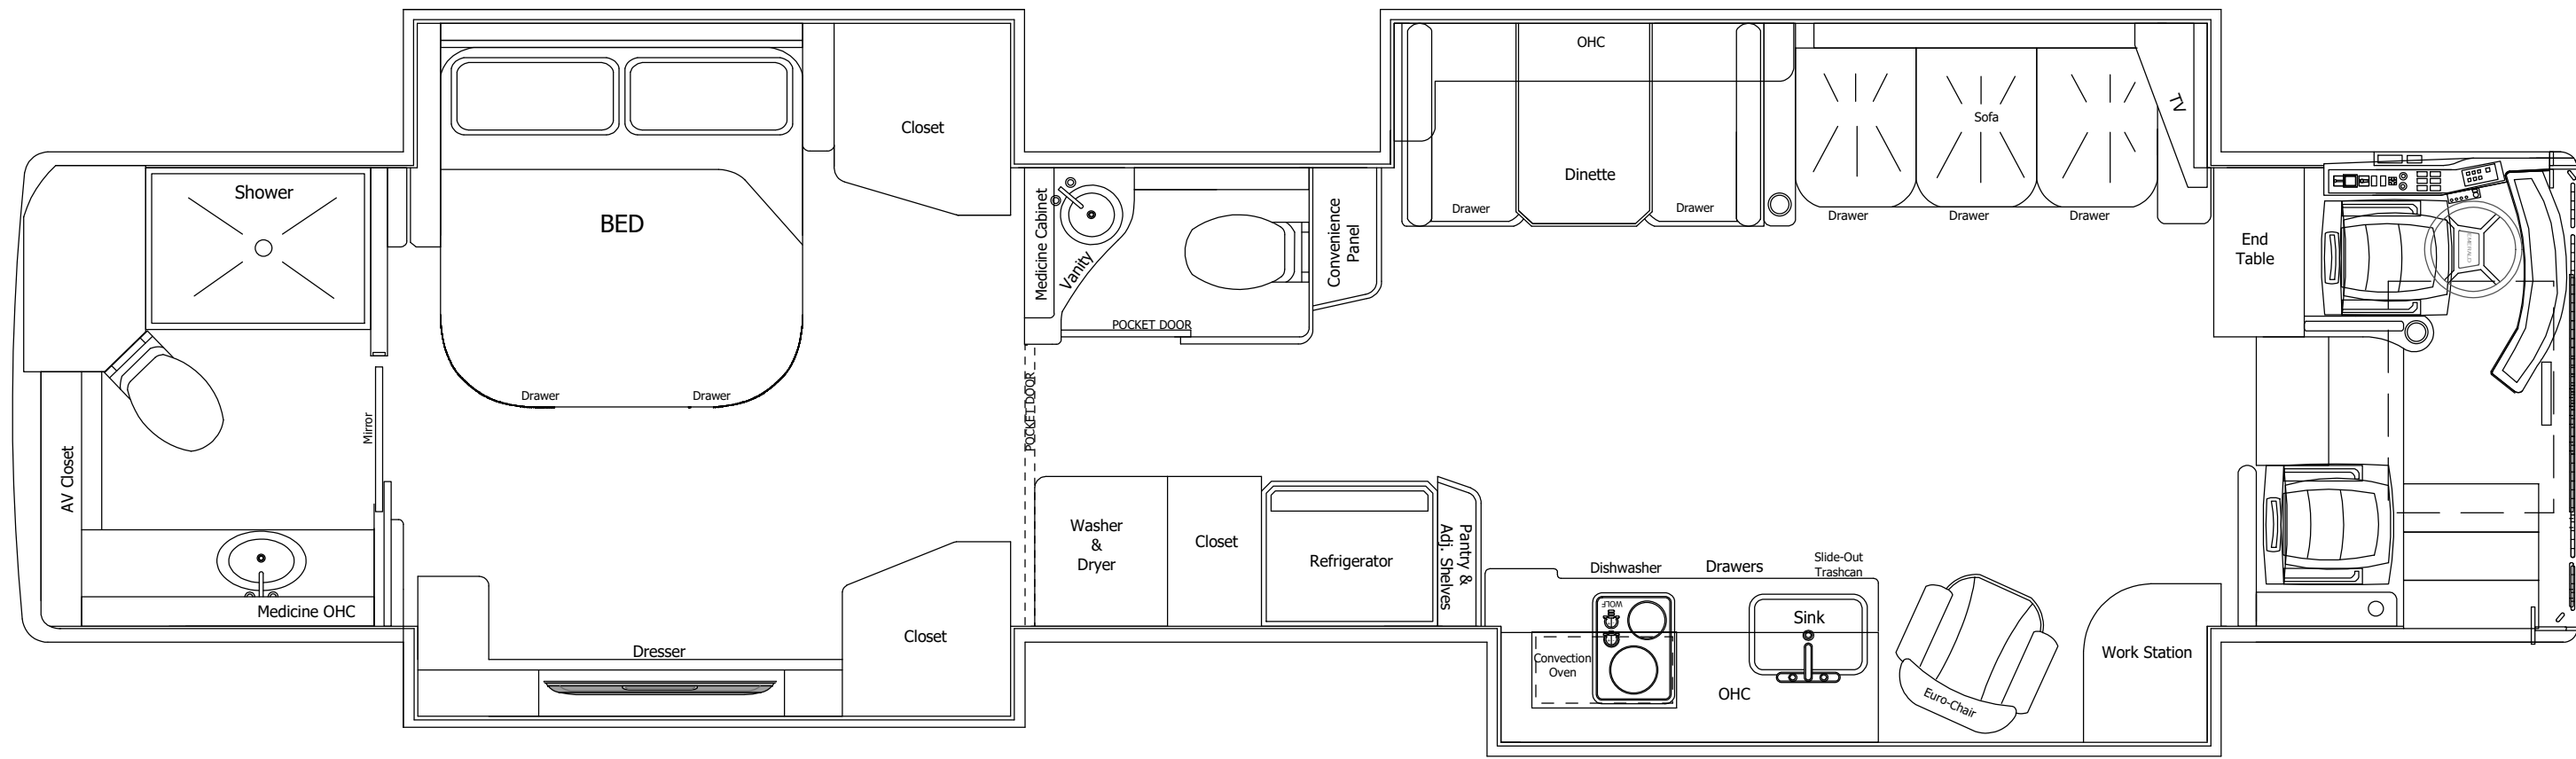 Shower
AV Closet
Mirror
Medicine OHC
BED
Drawer
Drawer
Closet
Dresser
Closet
POCKET DOOR
Medicine Cabinet
Vanity
POCKET DOOR
Convenience
Panel
Washer
&
Dryer
Closet
Refrigerator
Pantry &
Adj. Shelves
OHC
Dinette
Drawer
Drawer
Sofa
Drawer
Drawer
Drawer
TV
Dishwasher
Drawers
Slide-Out
Trashcan
WOLF
Convection
Oven
Sink
OHC
Euro-Chair
Work Station
End
Table
EMERALD